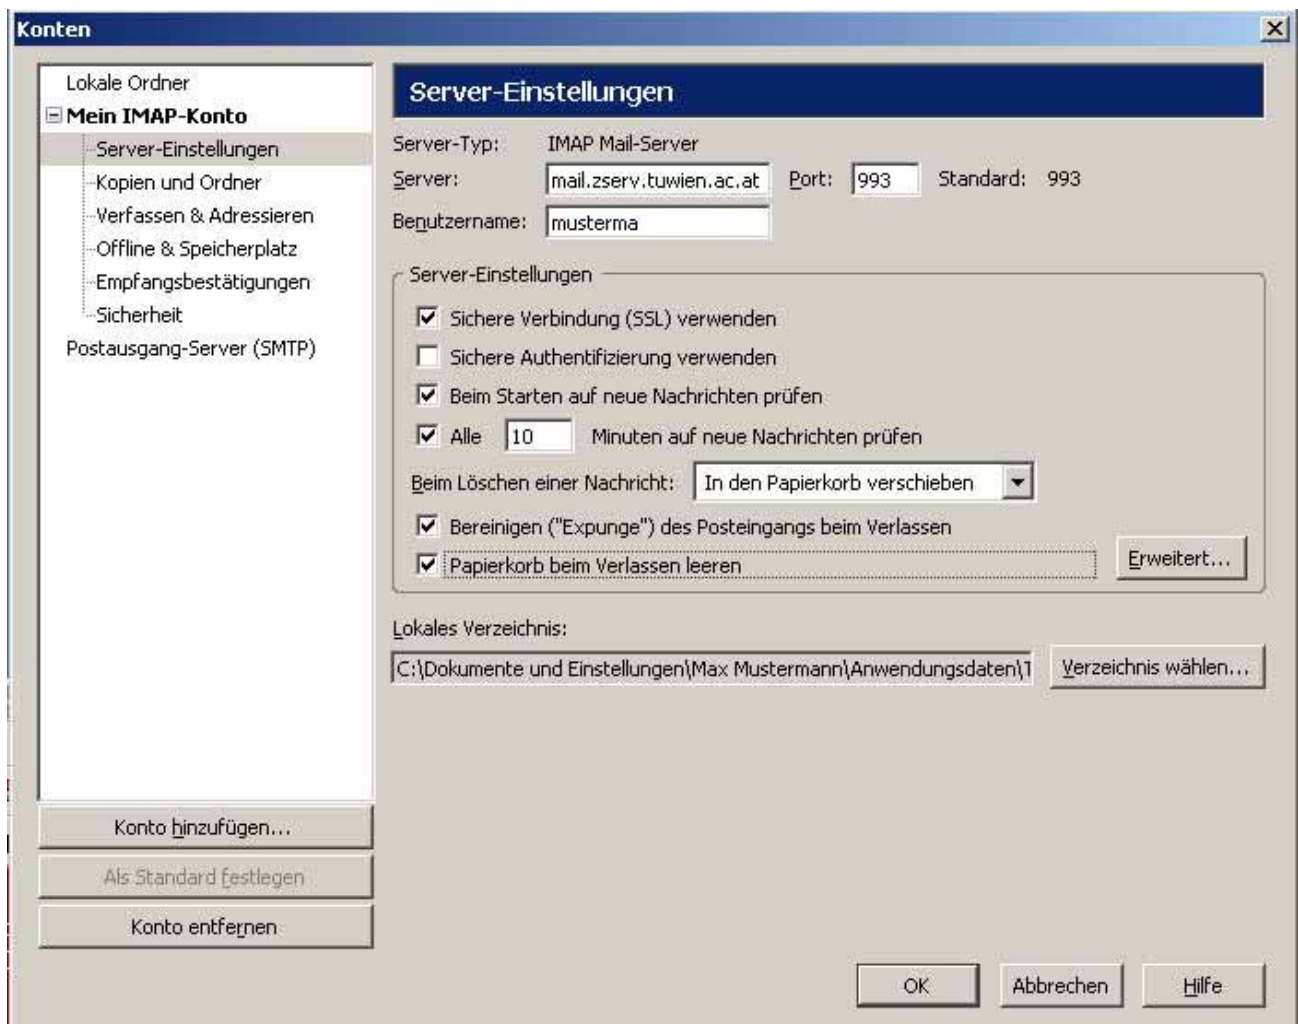 Konten
Lokale Ordner
Mein IMAP-Konto
Server-Einstellungen
Kopien und Ordner
Verfassen & Adressieren
Offline & Speicherplatz
Empfangsbestätigungen
Sicherheit
Postausgang-Server (SMTP)
Konto hinzufügen...
Als Standard festlegen
Konto entfernen
Server-Einstellungen
Server-Typ: IMAP Mail-Server
Server: mail.zserv.tuwien.ac.at Port: 993 Standard: 993
Benutzername: musterma
Server-Einstellungen
Sichere Verbindung (SSL) verwenden
Sichere Authentifizierung verwenden
Beim Starten auf neue Nachrichten prüfen
Alle 10 Minuten auf neue Nachrichten prüfen
Beim Löschen einer Nachricht: In den Papierkorb verschieben
Bereinigen ("Expunge") des Posteingangs beim Verlassen
Papierkorb beim Verlassen leeren
Erweitert...
Lokales Verzeichnis:
C:\Dokumente und Einstellungen\Max Mustermann\Anwendungsdaten\T Verzeichnis wählen...
OK Abbrechen Hilfe